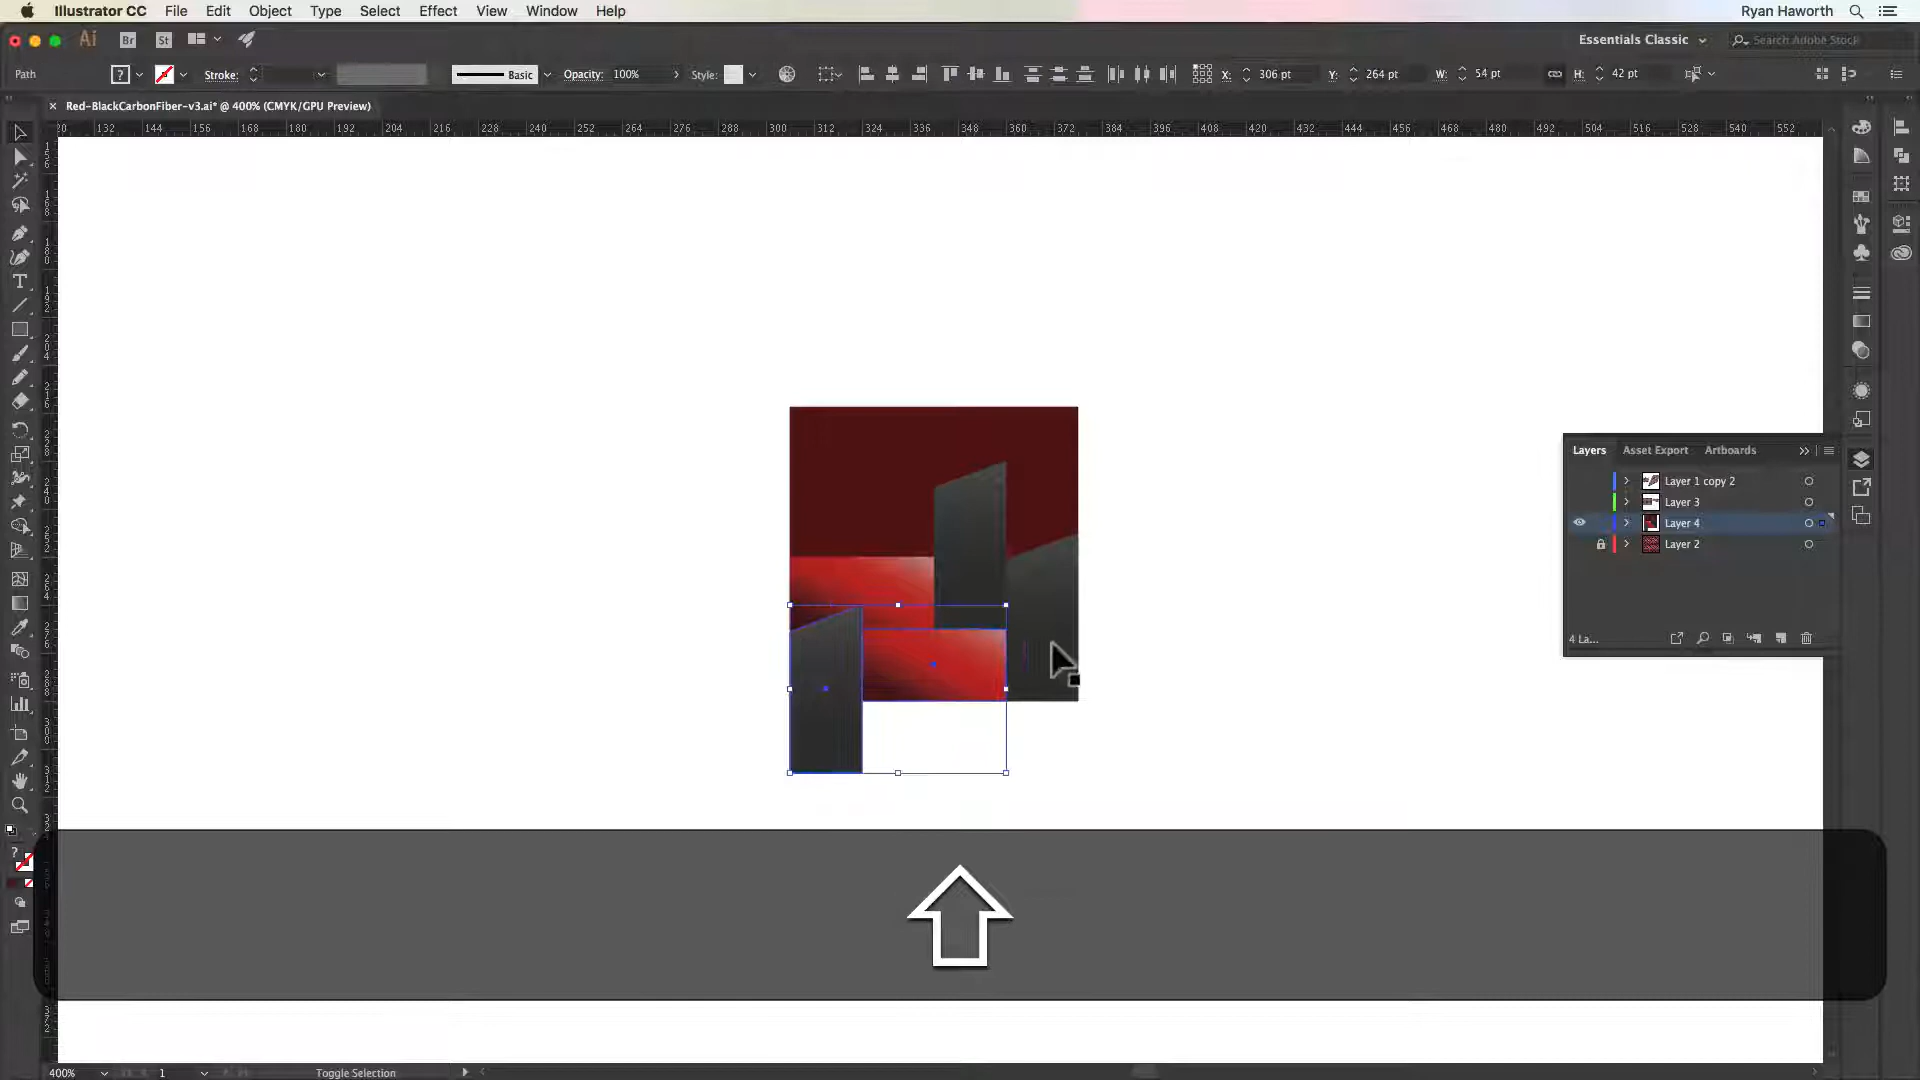 Illustrator CC File Edit Object Type Select Effect View Window Help Ryan Haworth
Ai Br St Essentials Classic Search Adobe Stock
Path ? Stroke: Basic Opacity: 100% Style: X: 306 pt Y: 264 pt W: 54 pt H: 42 pt
× Red-BlackCarbonFiber-v3.ai* @ 400% (CMYK/GPU Preview)
20 132 144 156 168 180 192 204 216 228 240 252 264 276 288 300 312 324 336 348 360 372 384 396 408 420 432 444 456 468 480 492 504 516 528 540 552
Layers Asset Export Artboards
Layer 1 copy 2
Layer 3
Layer 4
Layer 2
4 La...
400% 1 Toggle Selection